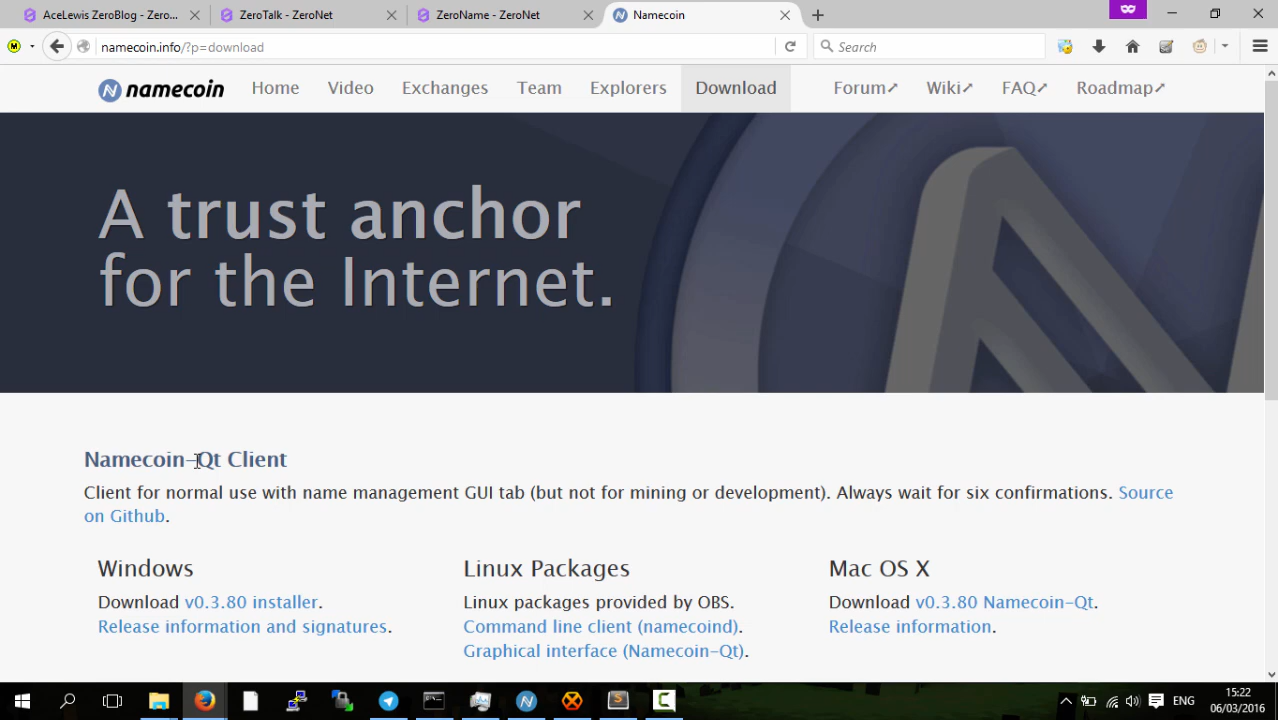 AceLewis ZeroBlog - Zero...
ZeroTalk - ZeroNet
ZeroName - ZeroNet
Namecoin
namecoin.info/?p=download
Search
namecoin
Home
Video
Exchanges
Team
Explorers
Download
Forum
Wiki
FAQ
Roadmap
A trust anchor
for the Internet.
Namecoin-Qt Client
Client for normal use with name management GUI tab (but not for mining or development). Always wait for six confirmations. Source
on Github.
Windows
Download v0.3.80 installer.
Release information and signatures.
Linux Packages
Linux packages provided by OBS.
Command line client (namecoind).
Graphical interface (Namecoin-Qt).
Mac OS X
Download v0.3.80 Namecoin-Qt.
Release information.
ENG
15:22
06/03/2016